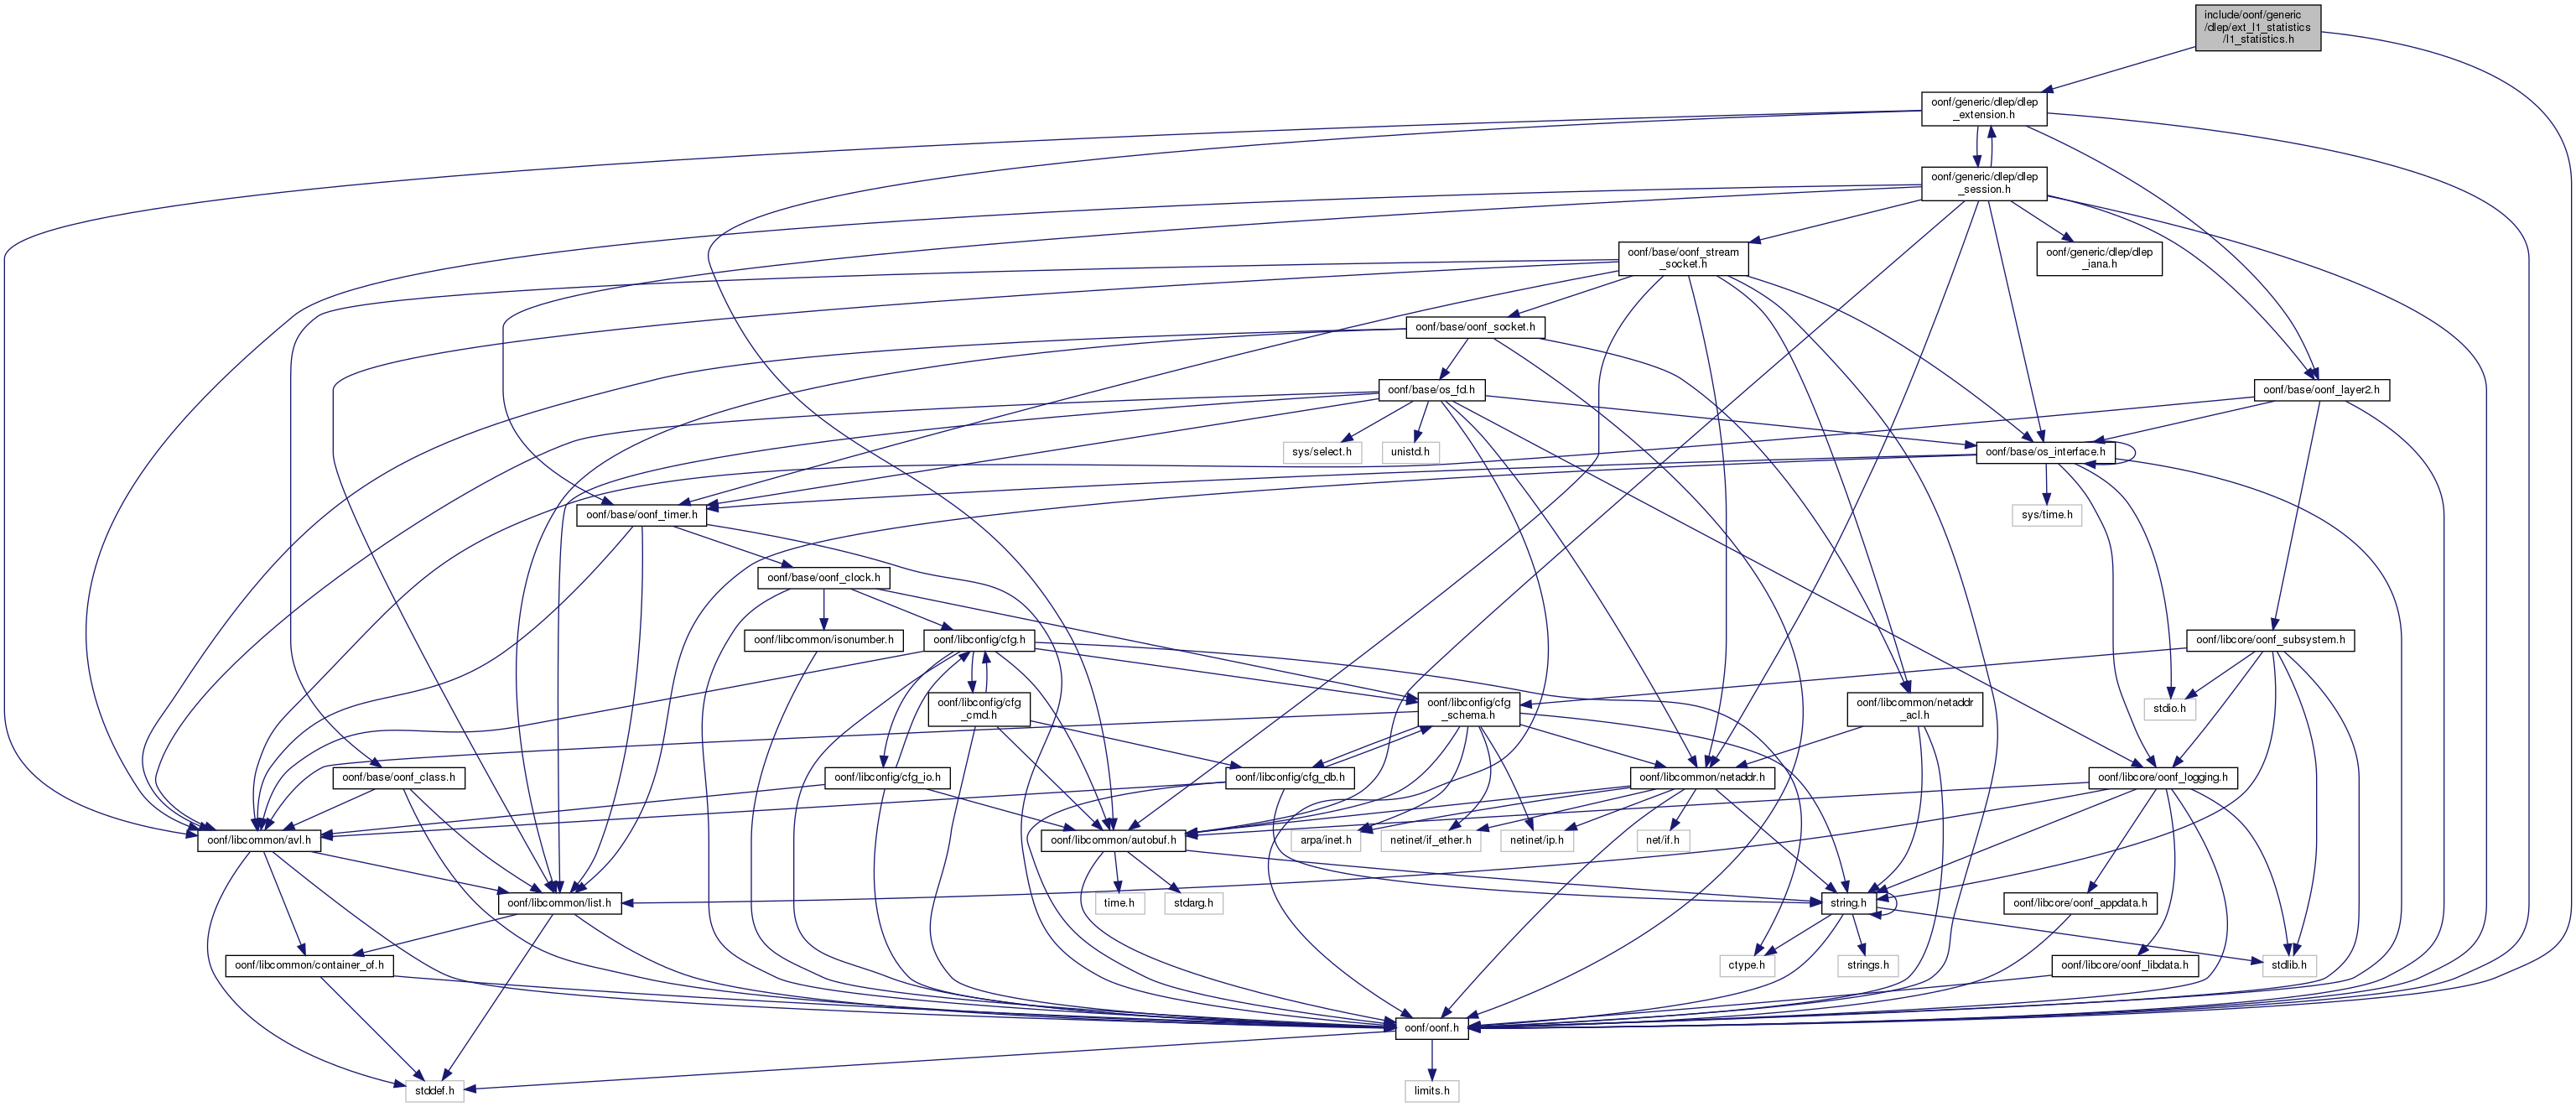 include/oonf/generic
/dlep/ext_l1_statistics
/l1_statistics.h
oonf/generic/dlep/dlep
_extension.h
oonf/generic/dlep/dlep
_session.h
oonf/base/oonf_stream
_socket.h
oonf/generic/dlep/dlep
_iana.h
oonf/base/oonf_socket.h
oonf/base/os_fd.h
oonf/base/oonf_layer2.h
sys/select.h
unistd.h
oonf/base/os_interface.h
oonf/base/oonf_timer.h
sys/time.h
oonf/base/oonf_clock.h
oonf/libcommon/isonumber.h
oonf/libconfig/cfg.h
oonf/libcore/oonf_subsystem.h
oonf/libconfig/cfg
_cmd.h
oonf/libconfig/cfg
_schema.h
oonf/libcommon/netaddr
_acl.h
stdio.h
oonf/base/oonf_class.h
oonf/libconfig/cfg_io.h
oonf/libconfig/cfg_db.h
oonf/libcommon/netaddr.h
oonf/libcore/oonf_logging.h
oonf/libcommon/avl.h
oonf/libcommon/autobuf.h
arpa/inet.h
netinet/if_ether.h
netinet/ip.h
net/if.h
oonf/libcommon/list.h
time.h
stdarg.h
string.h
oonf/libcore/oonf_appdata.h
oonf/libcommon/container_of.h
ctype.h
strings.h
oonf/libcore/oonf_libdata.h
stdlib.h
oonf/oonf.h
stddef.h
limits.h